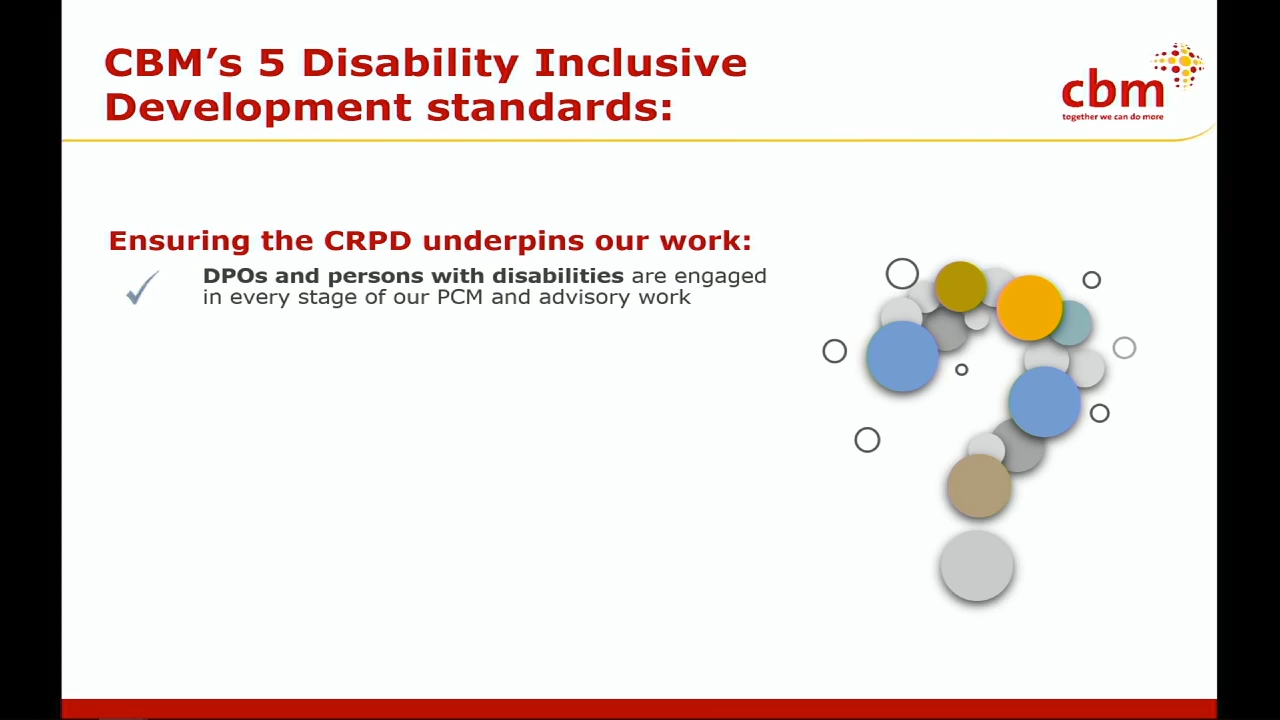 CBM’s 5 Disability Inclusive
Development standards:
cbm
together we can do more
Ensuring the CRPD underpins our work:
DPOs and persons with disabilities are engaged
in every stage of our PCM and advisory work